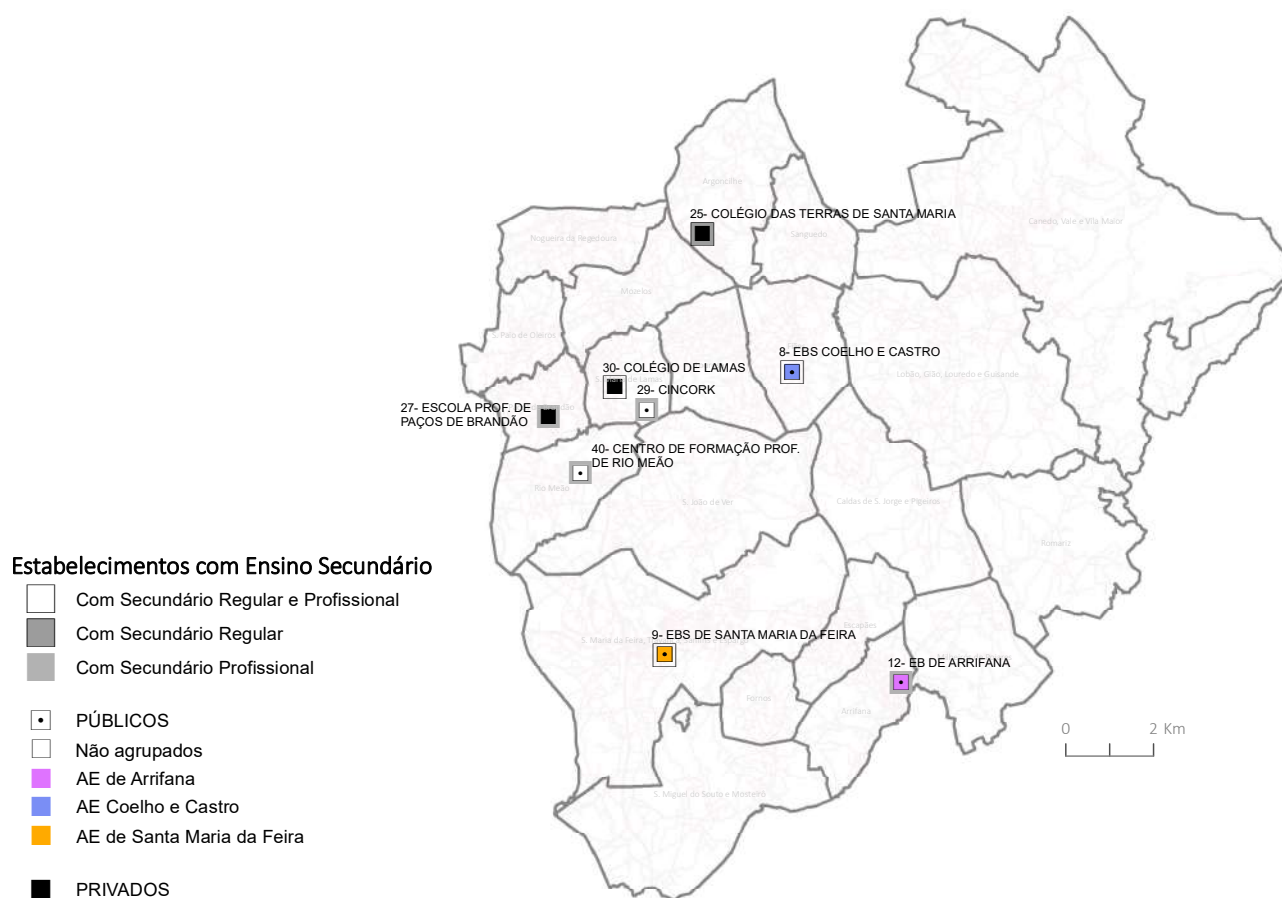 Argoncilhe
25- COLÉGIO DAS TERRAS DE SANTA MARIA
Canedo, Vale e Vila Maior
Sanguedo
Nogueira da Regedoura
Mozelos
S. Paio de Oleiros
8- EBS COELHO E CASTRO
30- COLÉGIO DE LAMAS
Lobão, Gião, Louredo e Guisande
29- CINCORK
27- ESCOLA PROF. DE
PAÇOS DE BRANDÃO
40- CENTRO DE FORMAÇÃO PROF.
DE RIO MEÃO
Rio Meão
S. João de Ver
Caldas de S. Jorge e Pigeiros
Romariz
Estabelecimentos com Ensino Secundário
Com Secundário Regular e Profissional
Com Secundário Regular
Com Secundário Profissional
Escapães
9- EBS DE SANTA MARIA DA FEIRA
S. Maria da Feira,
12- EB DE ARRIFANA
Fornos
Arrifana
0 2 Km
S. Miguel do Souto e Mosteirô
PÚBLICOS
Não agrupados
AE de Arrifana
AE Coelho e Castro
AE de Santa Maria da Feira
PRIVADOS